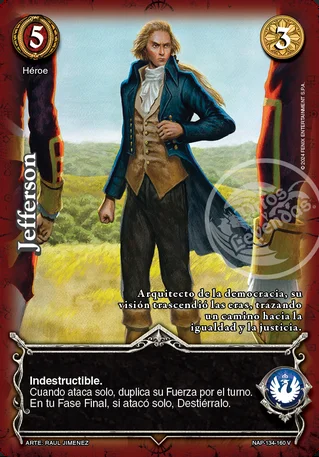 5
3
Héroe
© 2024 FENIX ENTERTAINMENT S.P.A.
Jefferson
Mitos y Leyendas
Arquitecto de la democracia, su
visión trascendió las eras, trazando
un camino hacia la
igualdad y la justicia.
Indestructible.
Cuando ataca solo, duplica su Fuerza por el turno.
En tu Fase Final, si atacó solo, Destiérralo.
ARTE: RAUL JIMENEZ
NAP-134-160 V